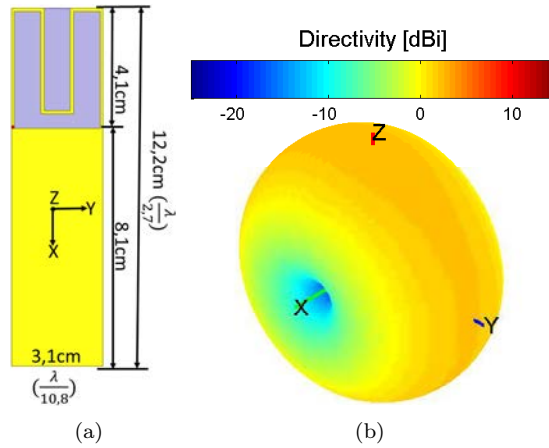 4,1cm
12,2cm (λ/2,7)
8,1cm
Z
Y
X
3,1cm
(λ/10,8)
(a)
Directivity [dBi]
-20 -10 0 10
Z
X
Y
(b)